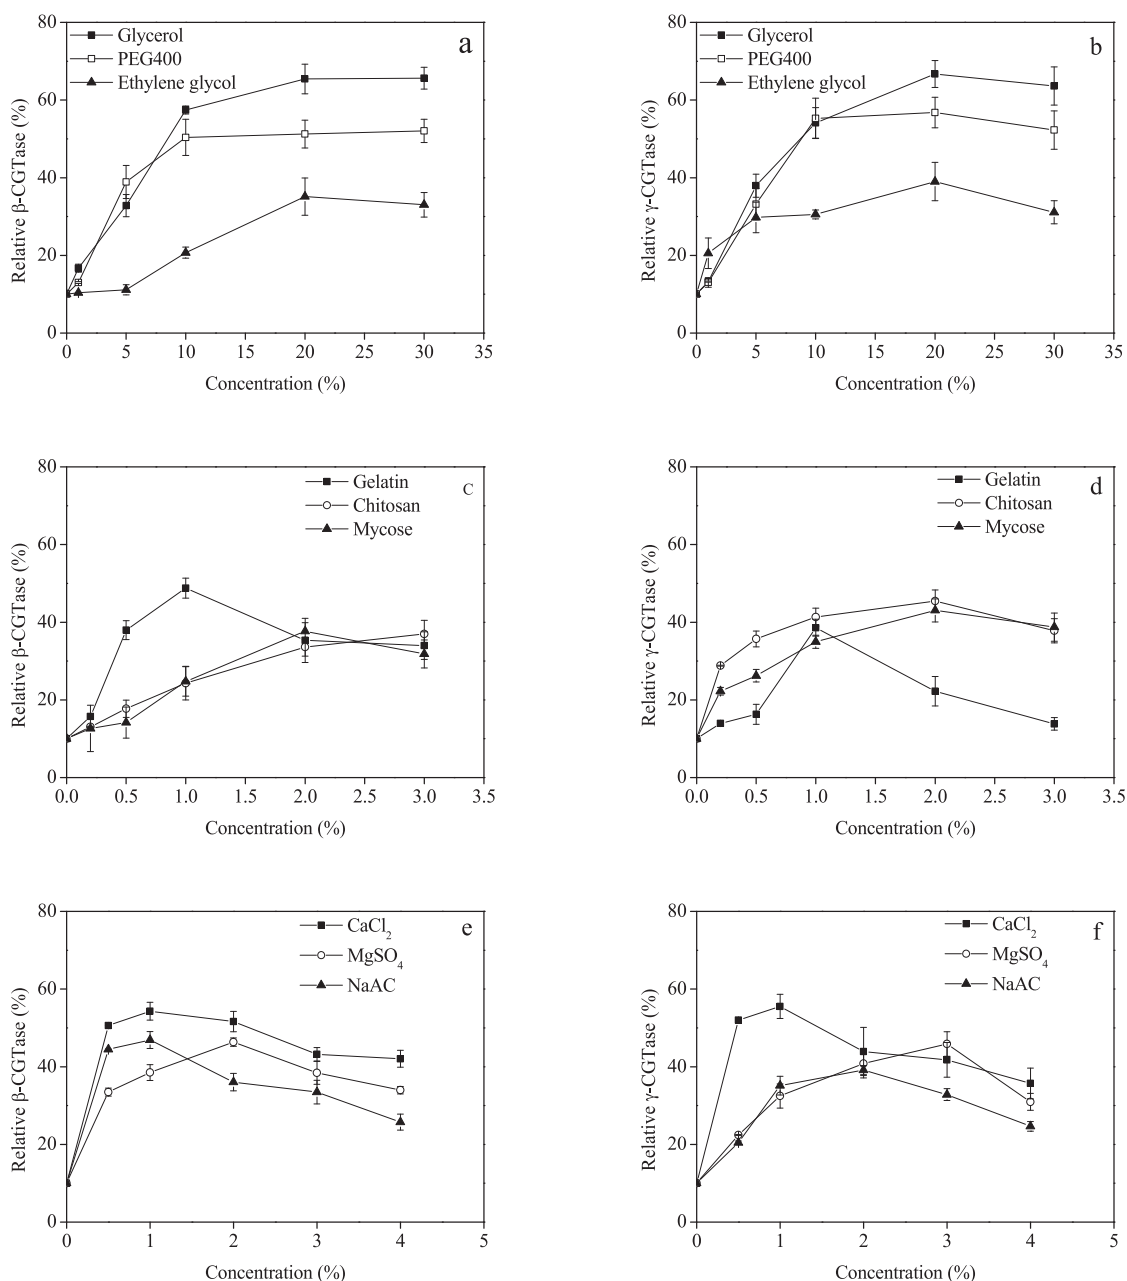 a
Glycerol
PEG400
Ethylene glycol
80
60
40
20
0
0 5 10 15 20 25 30 35
Relative β-CGTase (%)
Concentration (%)
b
Glycerol
PEG400
Ethylene glycol
80
60
40
20
0
0 5 10 15 20 25 30 35
Relative γ-CGTase (%)
Concentration (%)
c
Gelatin
Chitosan
Mycose
80
60
40
20
0
0.0 0.5 1.0 1.5 2.0 2.5 3.0 3.5
Relative β-CGTase (%)
Concentration (%)
d
Gelatin
Chitosan
Mycose
80
60
40
20
0
0.0 0.5 1.0 1.5 2.0 2.5 3.0 3.5
Relative γ-CGTase (%)
Concentration (%)
e
CaCl2
MgSO4
NaAC
80
60
40
20
0
0 1 2 3 4 5
Relative β-CGTase (%)
Concentration (%)
f
CaCl2
MgSO4
NaAC
80
60
40
20
0
0 1 2 3 4 5
Relative γ-CGTase (%)
Concentration (%)